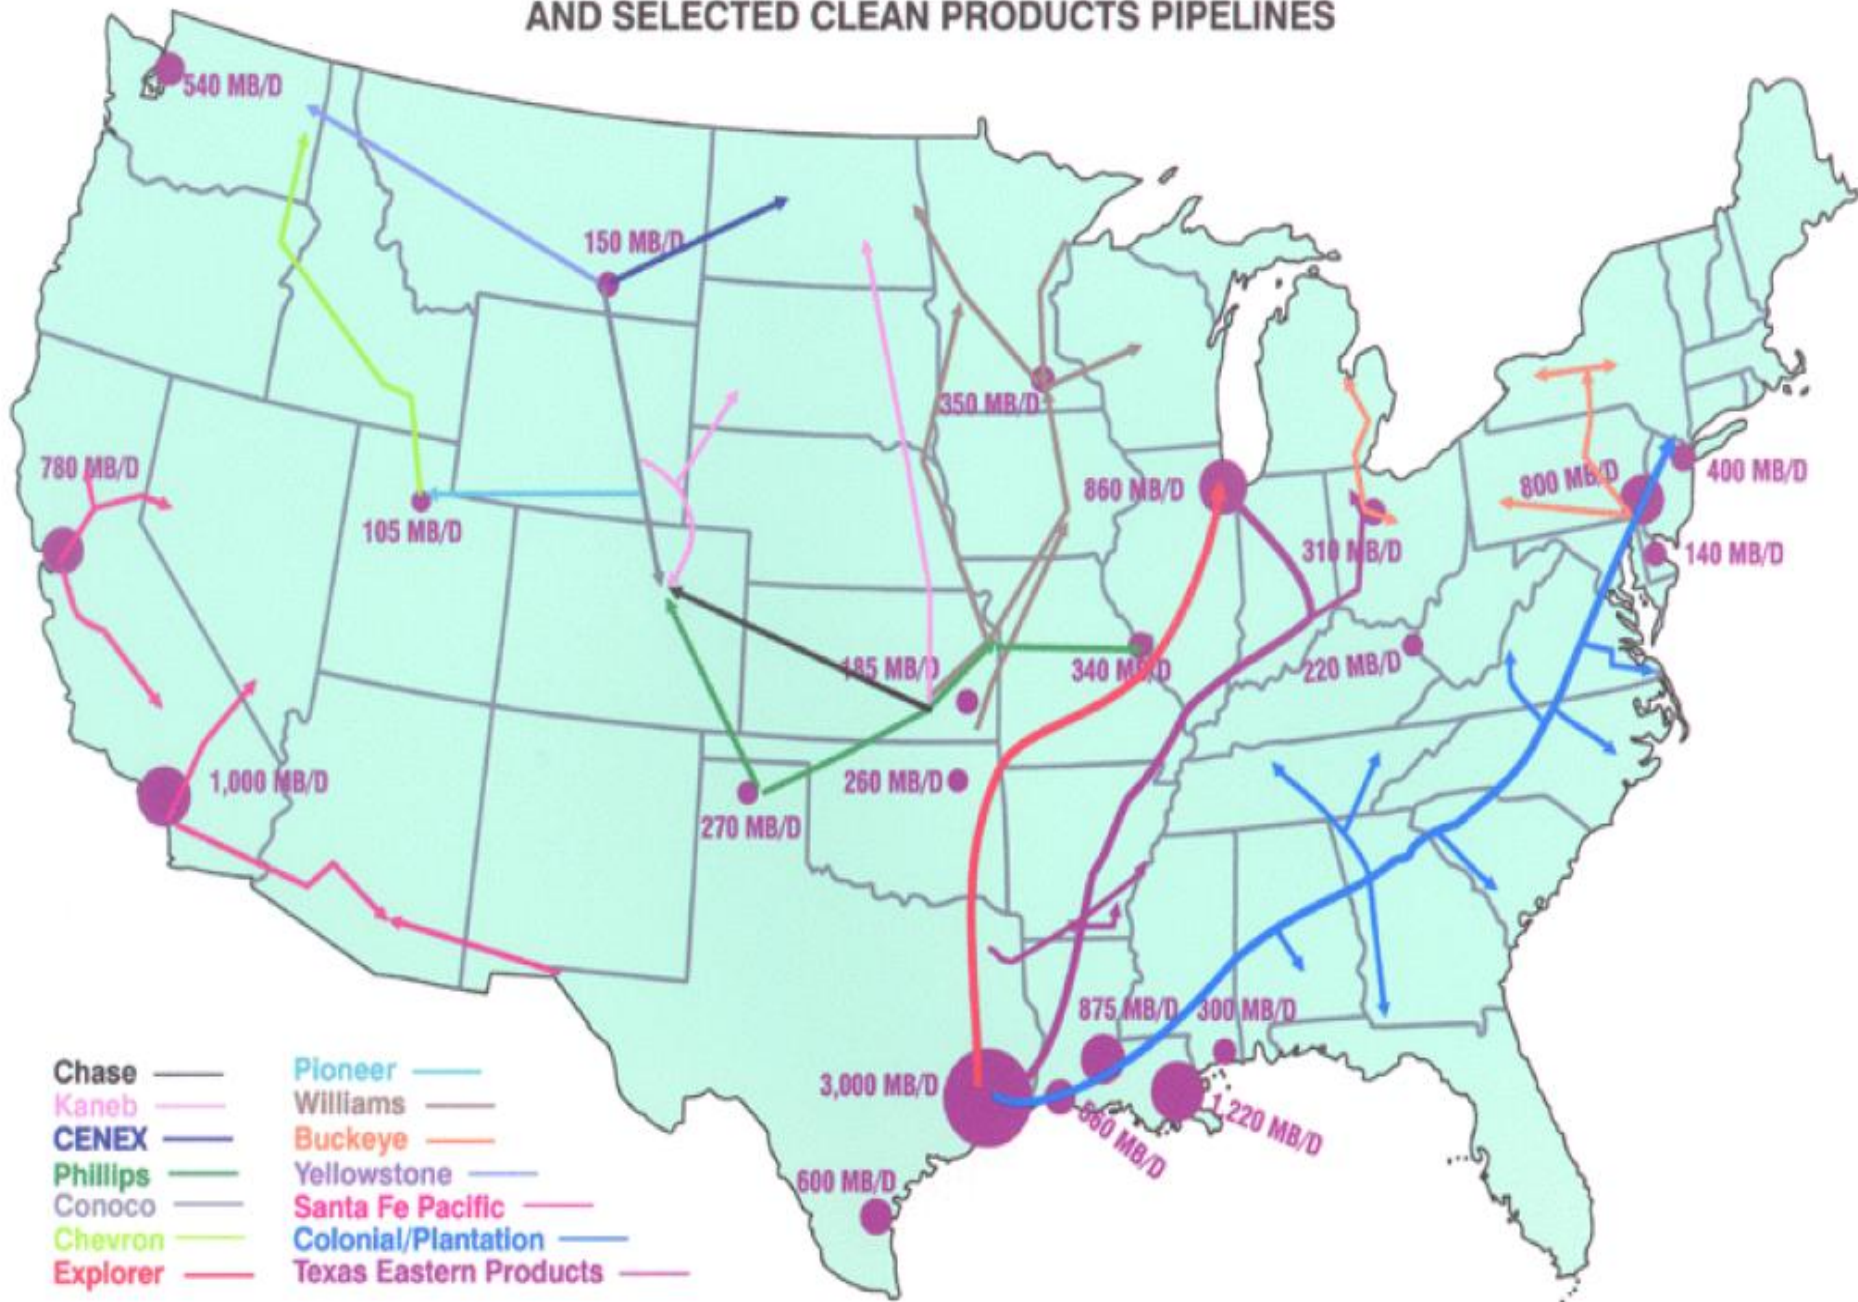 AND SELECTED CLEAN PRODUCTS PIPELINES
540 MB/D
150 MB/D
350 MB/D
780 MB/D
105 MB/D
860 MB/D
310 MB/D
800 MB/D
400 MB/D
140 MB/D
185 MB/D
340 MB/D
220 MB/D
1,000 MB/D
260 MB/D
270 MB/D
875 MB/D
300 MB/D
3,000 MB/D
MB/D
1,220 MB/D
600 MB/D
Chase
Kaneb
CENEX
Phillips
Conoco
Chevron
Explorer
Pioneer
Williams
Buckeye
Yellowstone
Santa Fe Pacific
Colonial/Plantation
Texas Eastern Products